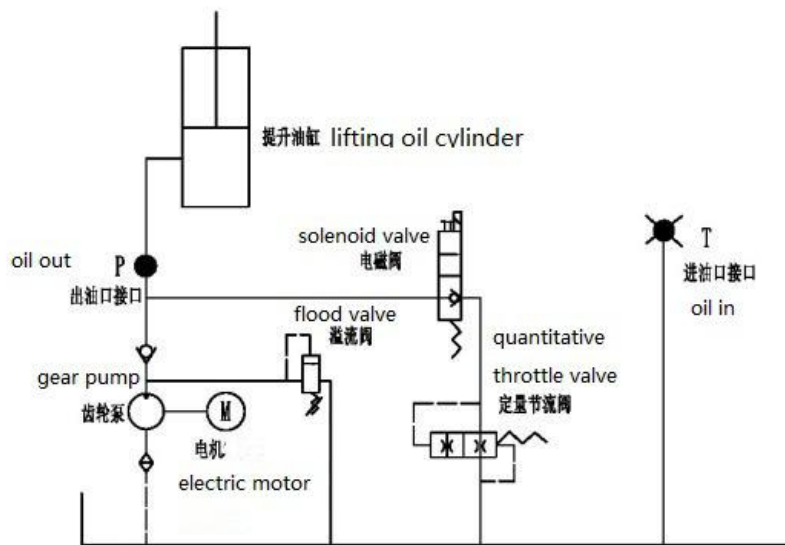 提升油缸 lifting oil cylinder
solenoid valve
电磁阀
oil out
P
出油口接口
T
进油口接口
oil in
flood valve
溢流阀
quantitative
throttle valve
定量节流阀
gear pump
齿轮泵
M
电机
electric motor